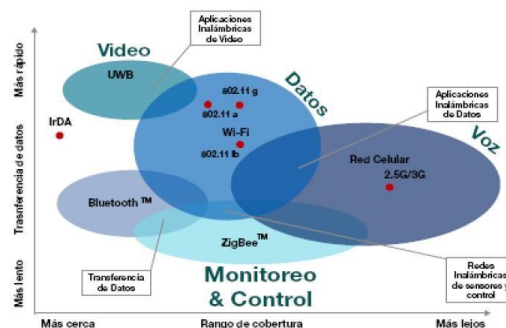 Aplicaciones
Inalámbricas
de Video
Video
UWB
Más rápido
802.11 g
802.11 a
Datos
IrDA
Wi-Fi
802.11 b
Aplicaciones
Inalámbricas
de Datos
Voz
Red Celular
2.5G/3G
Trasnferencia de datos
Bluetooth™
ZigBee™
Transferencia
de Datos
Monitoreo
& Control
Redes
Inalámbricas
de sensores y
control
Más lento
Más cerca
Rango de cobertura
Más lejos